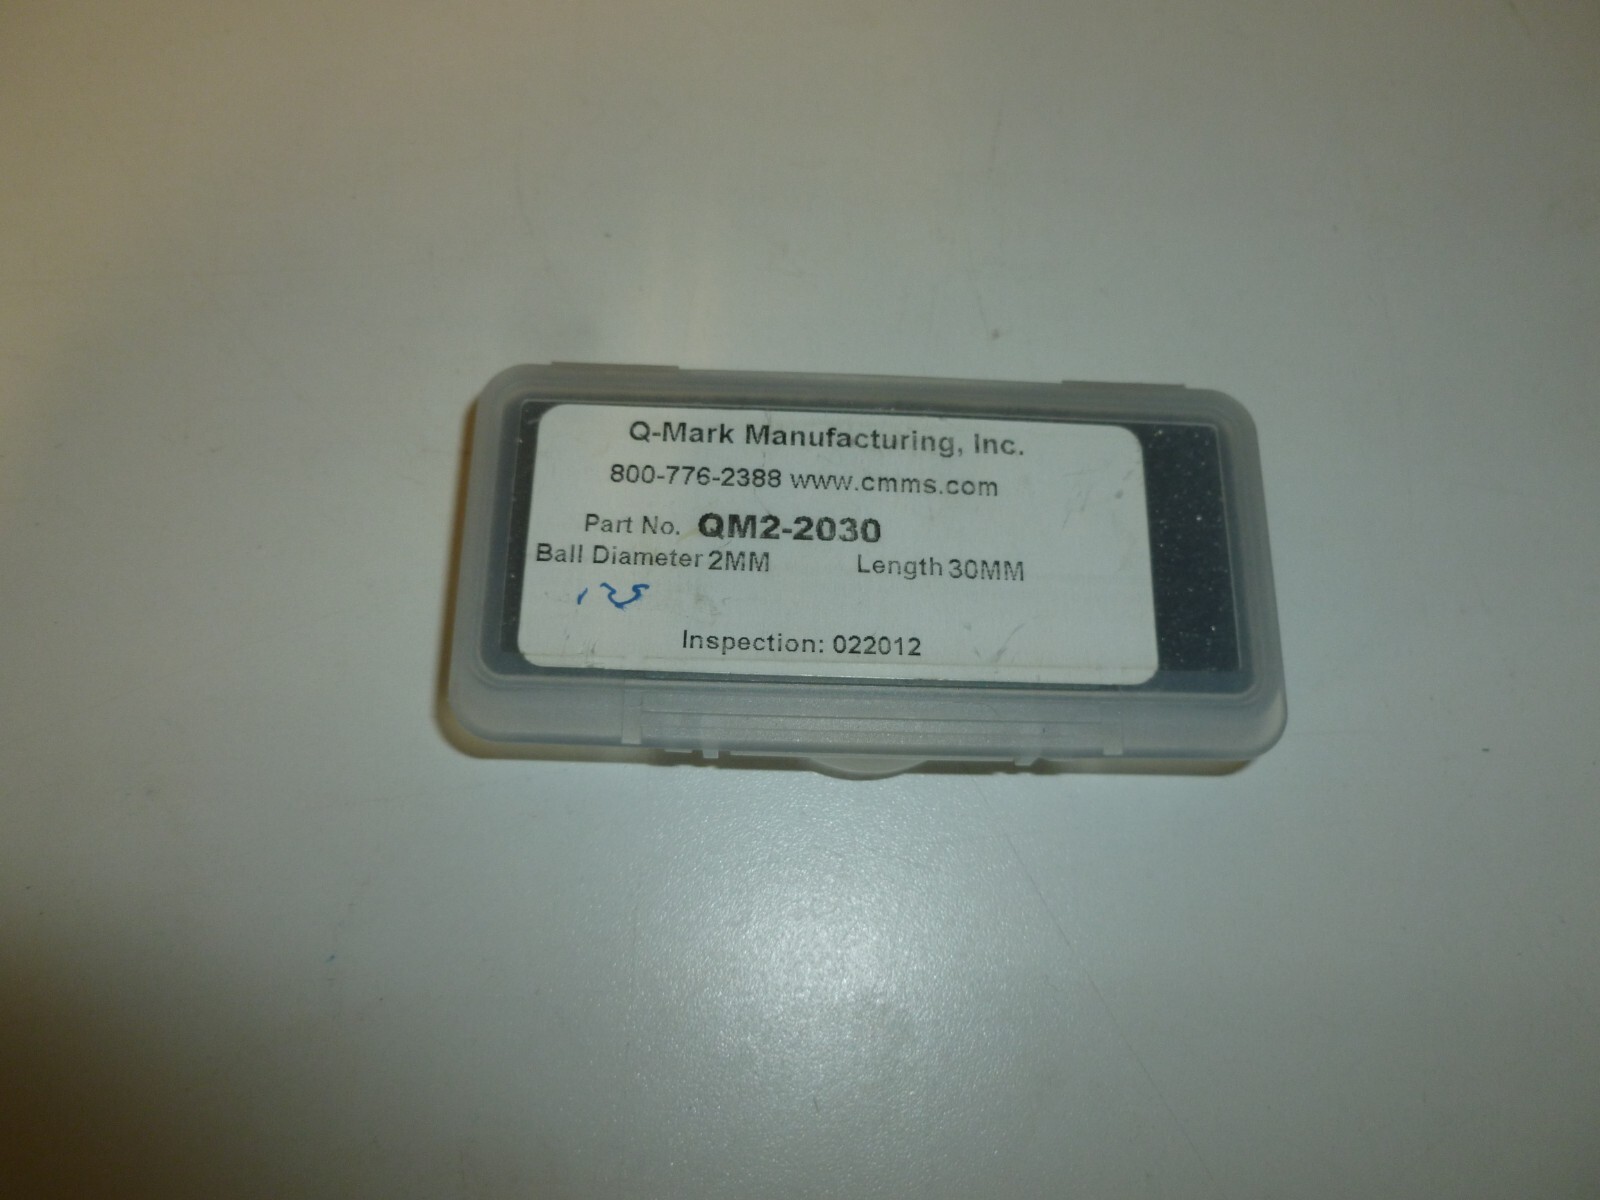 Q-Mark Manufacturing, Inc.
800-776-2388 www.cmms.com
Part No. QM2-2030
Ball Diameter 2MM Length 30MM
Inspection: 022012